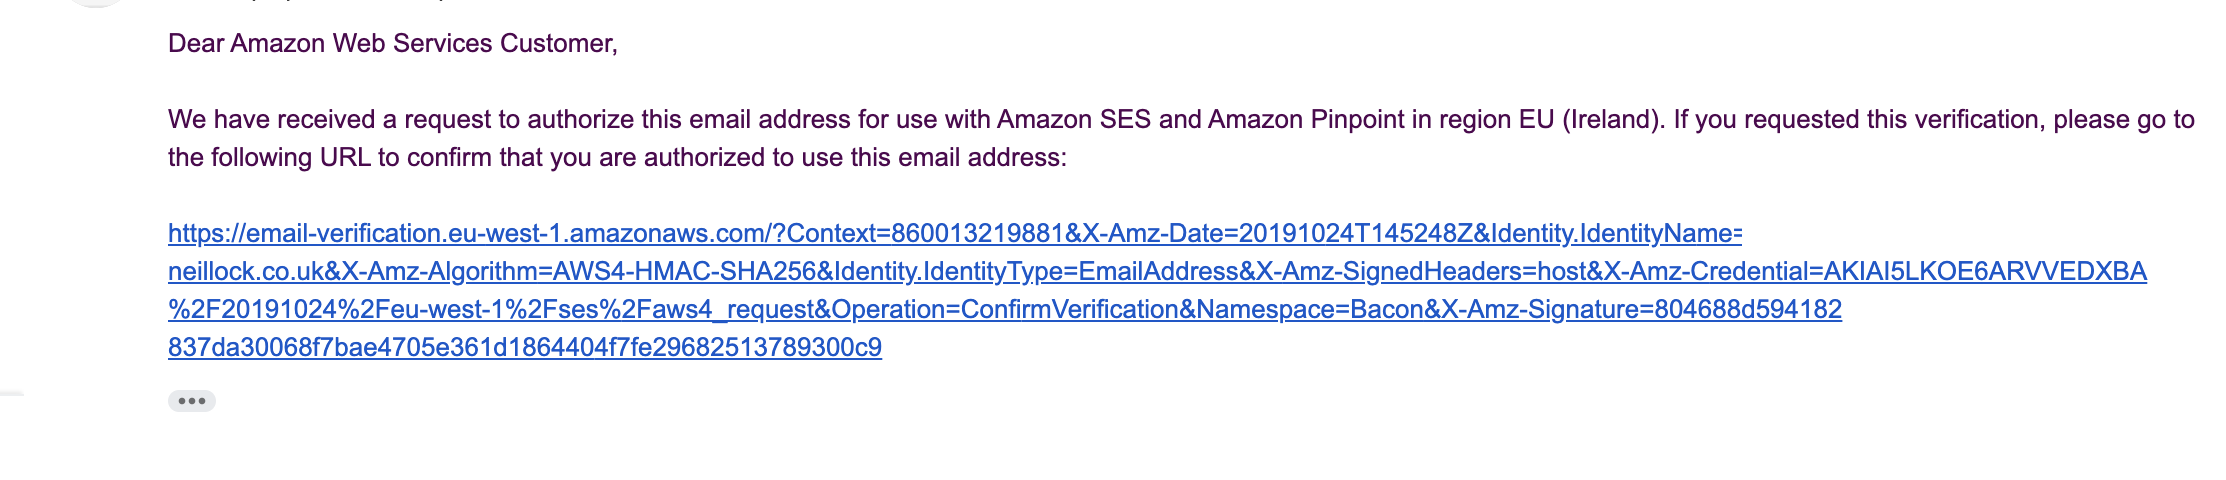 Dear Amazon Web Services Customer,
We have received a request to authorize this email address for use with Amazon SES and Amazon Pinpoint in region EU (Ireland). If you requested this verification, please go to
the following URL to confirm that you are authorized to use this email address:
https://email-verification.eu-west-1.amazonaws.com/?Context=860013219881&X-Amz-Date=20191024T145248Z&Identity.IdentityName=
neillock.co.uk&X-Amz-Algorithm=AWS4-HMAC-SHA256&Identity.IdentityType=EmailAddress&X-Amz-SignedHeaders=host&X-Amz-Credential=AKIAI5LKOE6ARVVEDXBA
%2F20191024%2Feu-west-1%2Fses%2Faws4_request&Operation=ConfirmVerification&Namespace=Bacon&X-Amz-Signature=804688d594182
837da30068f7bae4705e361d1864404f7fe29682513789300c9